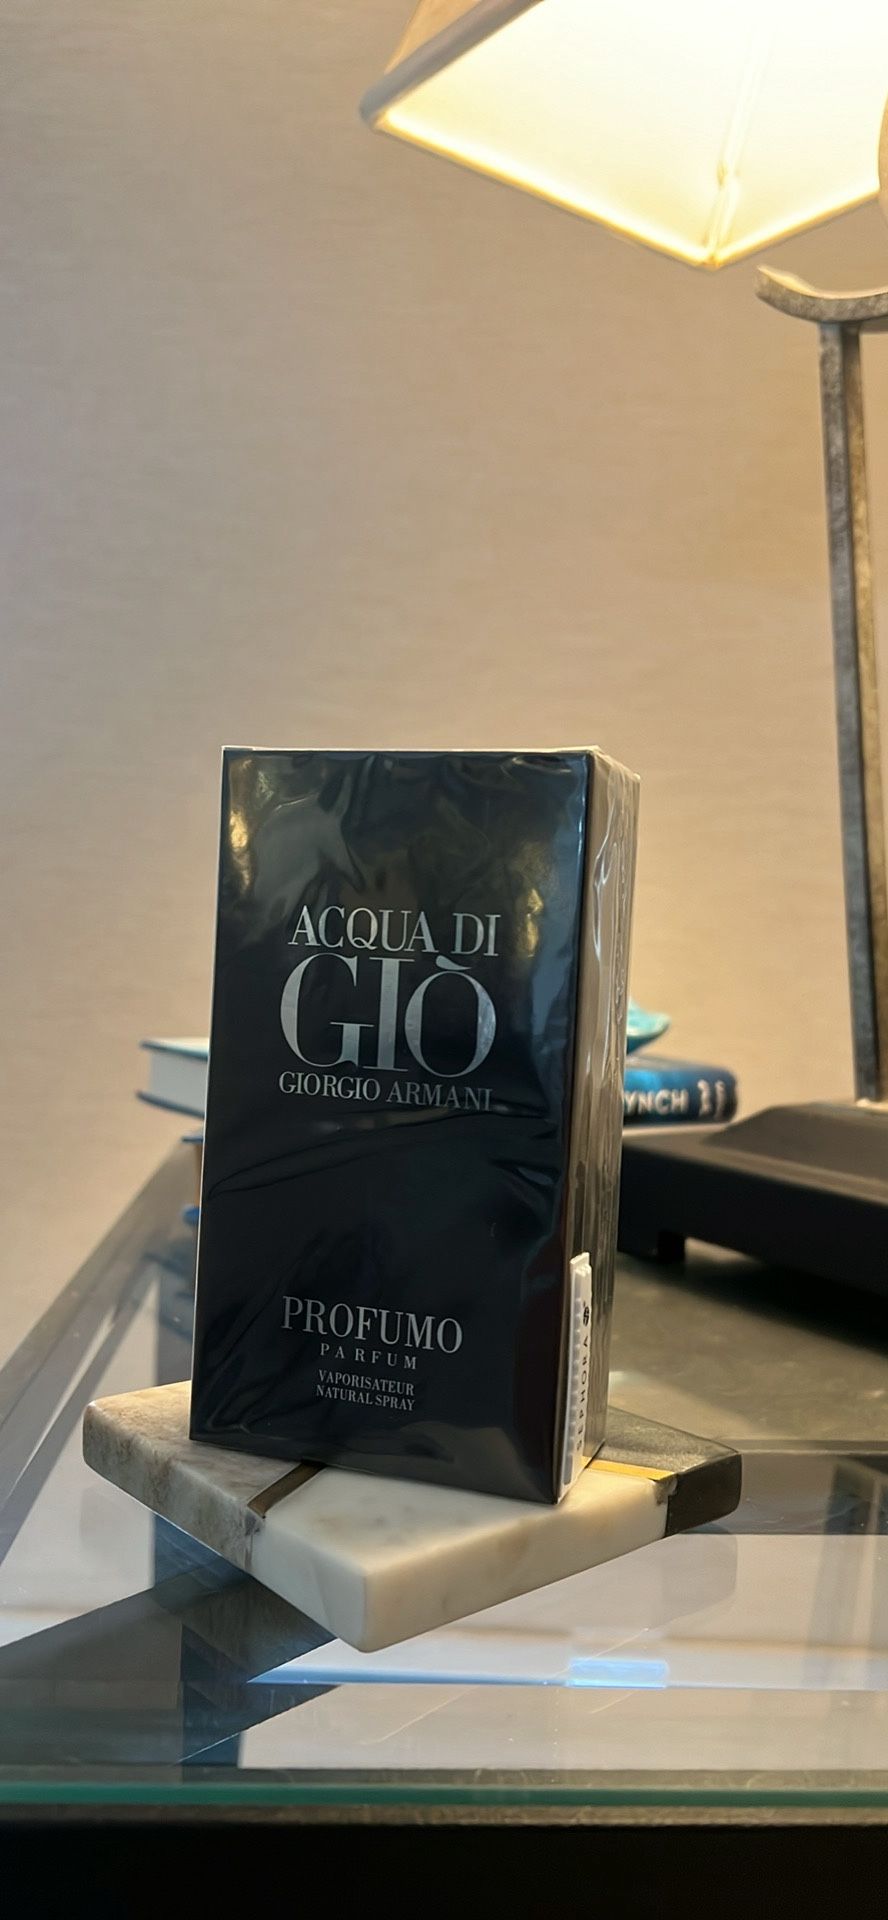 ACQUA DI
GIÒ
GIORGIO ARMANI
PROFUMO
PARFUM
VAPORISATEUR
NATURAL SPRAY
SEPHORA